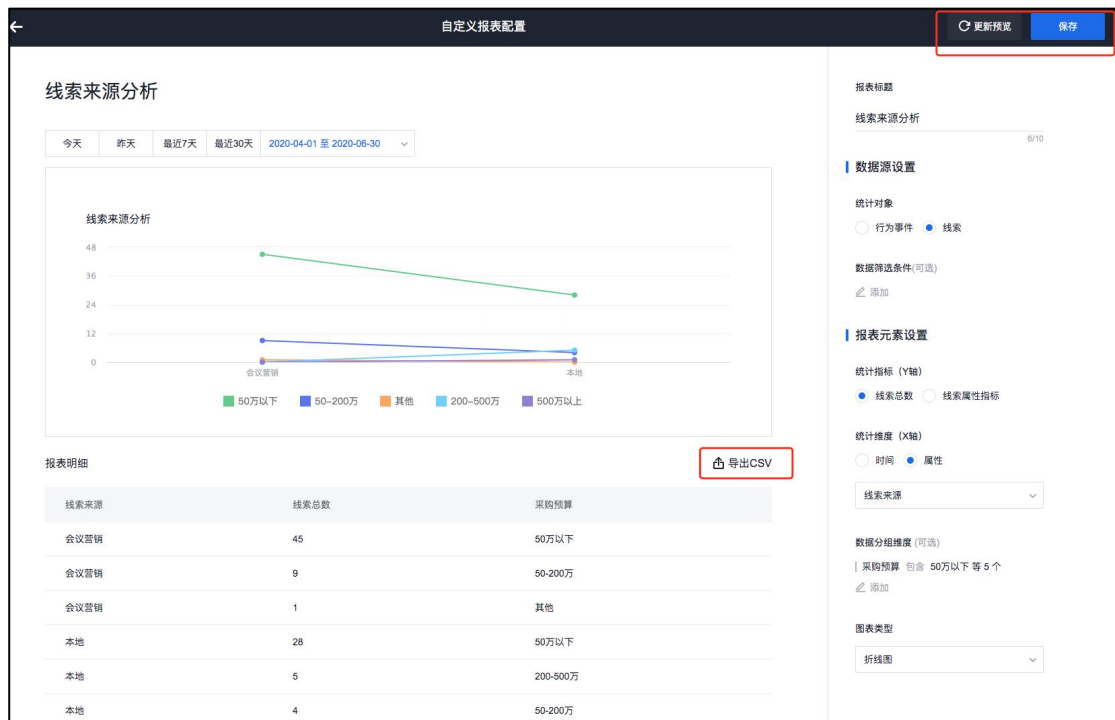 自定义报表配置
更新预览
保存
线索来源分析
今天 昨天 最近7天 最近30天 2020-04-01 至 2020-06-30
线索来源分析
48
36
24
12
0
会议营销 本地
50万以下 50-200万 其他 200-500万 500万以上
报表明细
导出CSV
线索来源 线索总数 采购预算
会议营销 45 50万以下
会议营销 9 50-200万
会议营销 1 其他
本地 28 50万以下
本地 5 200-500万
本地 4 50-200万
报表标题
线索来源分析
6/10
数据源设置
统计对象
行为事件 线索
数据筛选条件(可选)
添加
报表元素设置
统计指标（Y轴）
线索总数 线索属性指标
统计维度（X轴）
时间 属性
线索来源
数据分组维度 (可选)
采购预算 包含 50万以下 等 5 个
添加
图表类型
折线图